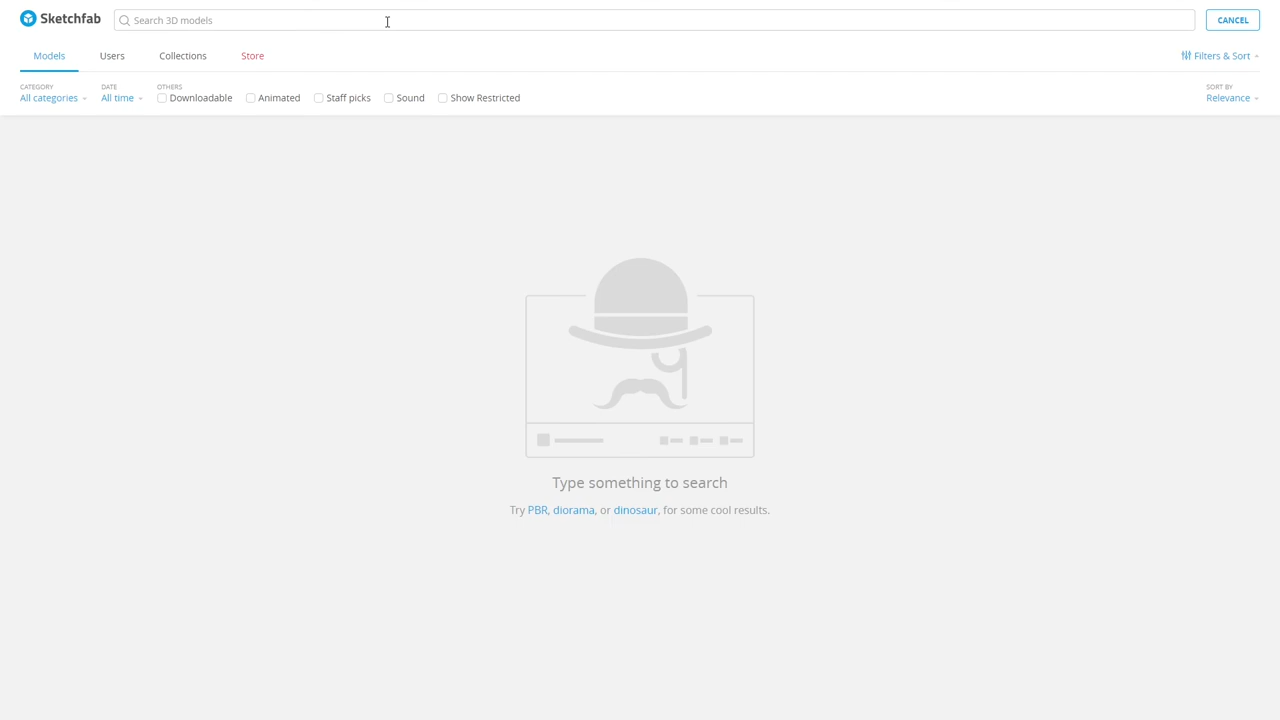 Sketchfab
Search 3D models
CANCEL
Models Users Collections Store
Filters & Sort
CATEGORY DATE OTHERS SORT BY
All categories All time Downloadable Animated Staff picks Sound Show Restricted Relevance
Type something to search
Try PBR, diorama, or dinosaur, for some cool results.